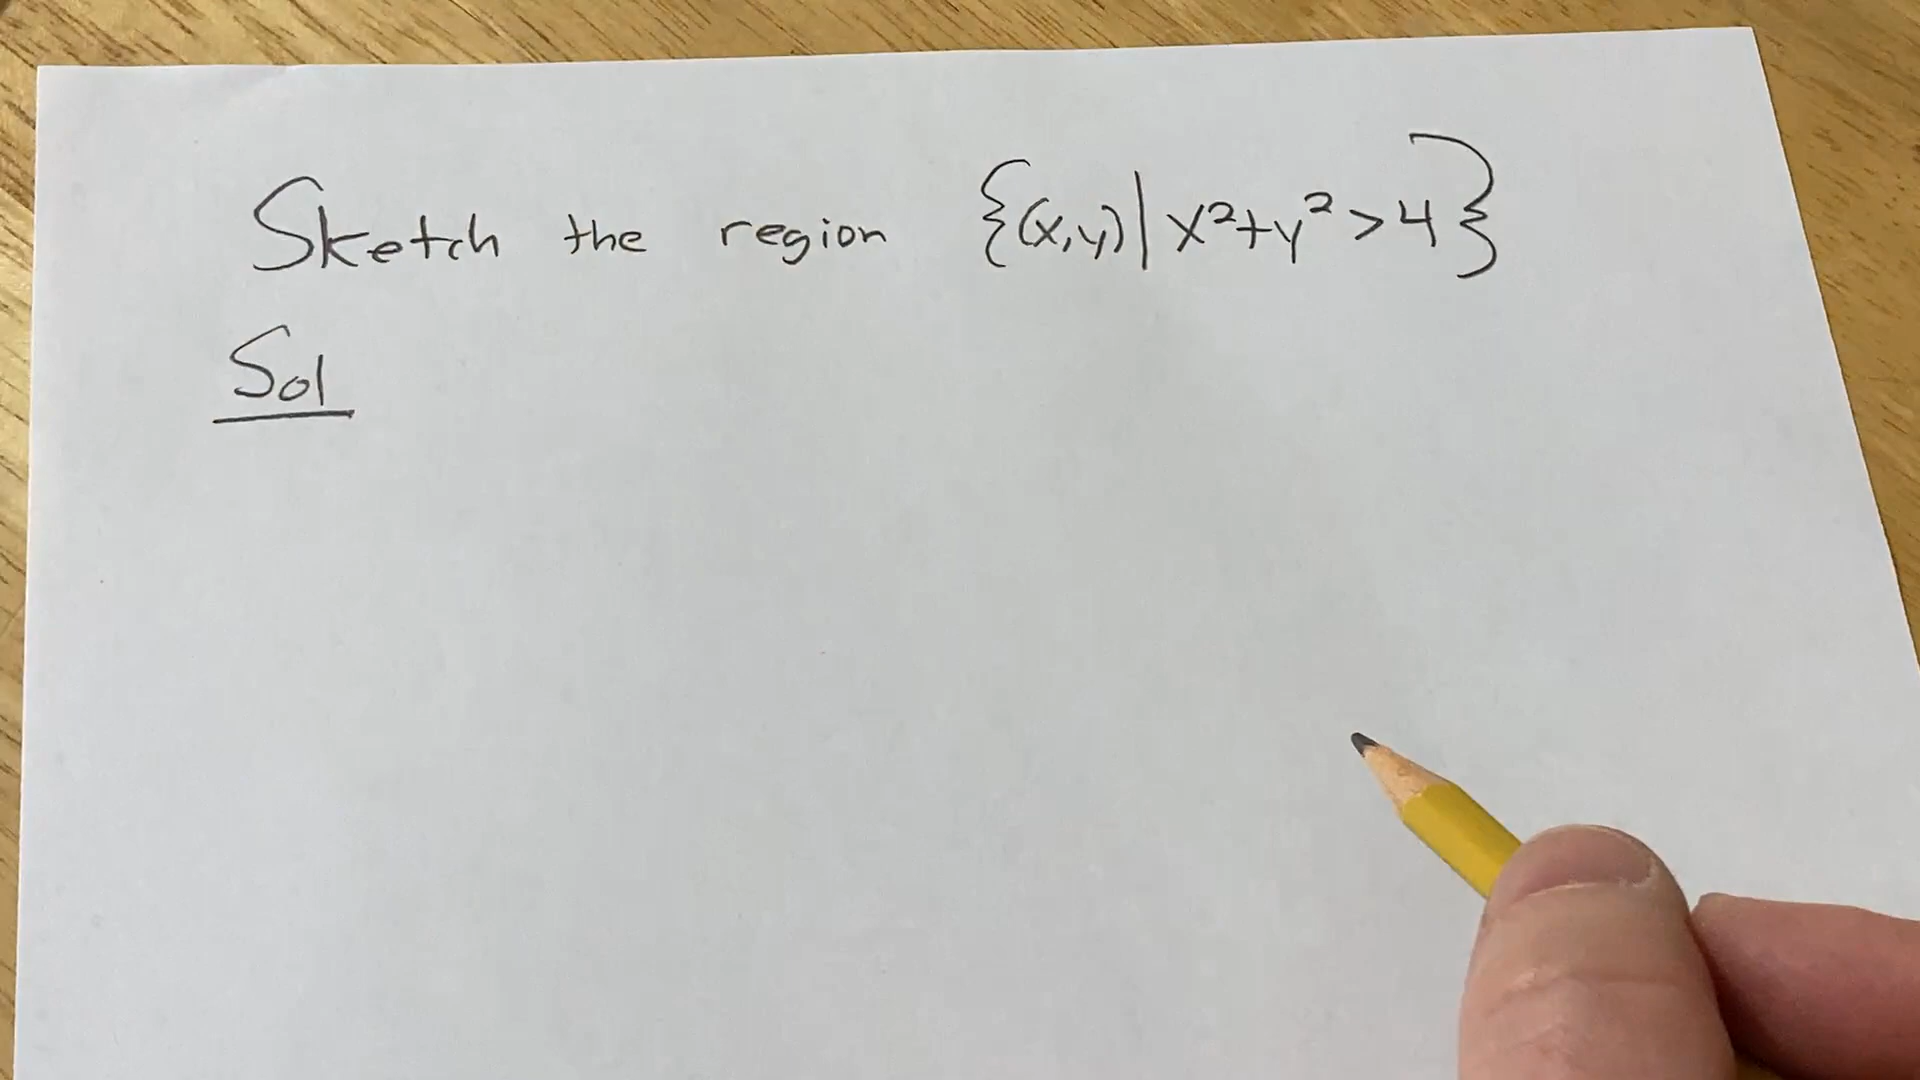 Sketch the region {(x,y)| x²+y²>4}
Sol